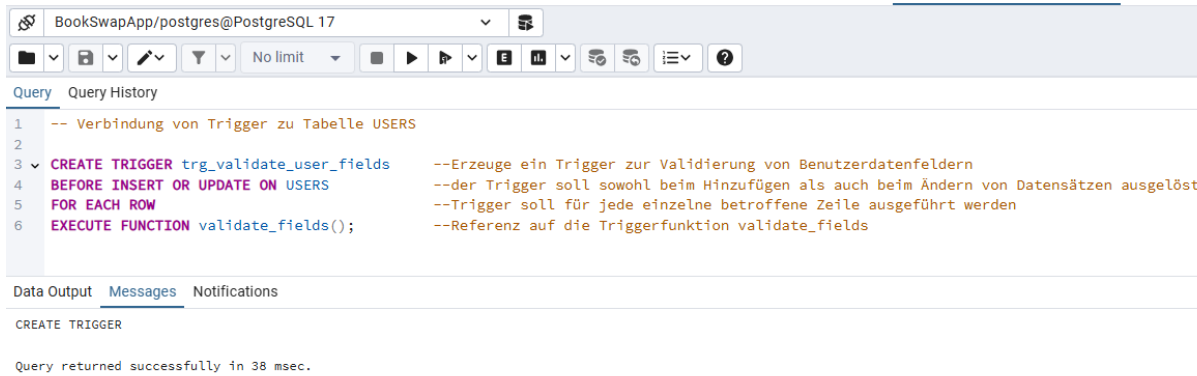 BookSwapApp/postgres@PostgreSQL 17
No limit
E
Query Query History
1 -- Verbindung von Trigger zu Tabelle USERS
2
3 CREATE TRIGGER trg_validate_user_fields --Erzeuge ein Trigger zur Validierung von Benutzerdatenfeldern
4 BEFORE INSERT OR UPDATE ON USERS --der Trigger soll sowohl beim Hinzufügen als auch beim Ändern von Datensätzen ausgelöst
5 FOR EACH ROW --Trigger soll für jede einzelne betroffene Zeile ausgeführt werden
6 EXECUTE FUNCTION validate_fields(); --Referenz auf die Triggerfunktion validate_fields
Data Output Messages Notifications
CREATE TRIGGER
Query returned successfully in 38 msec.